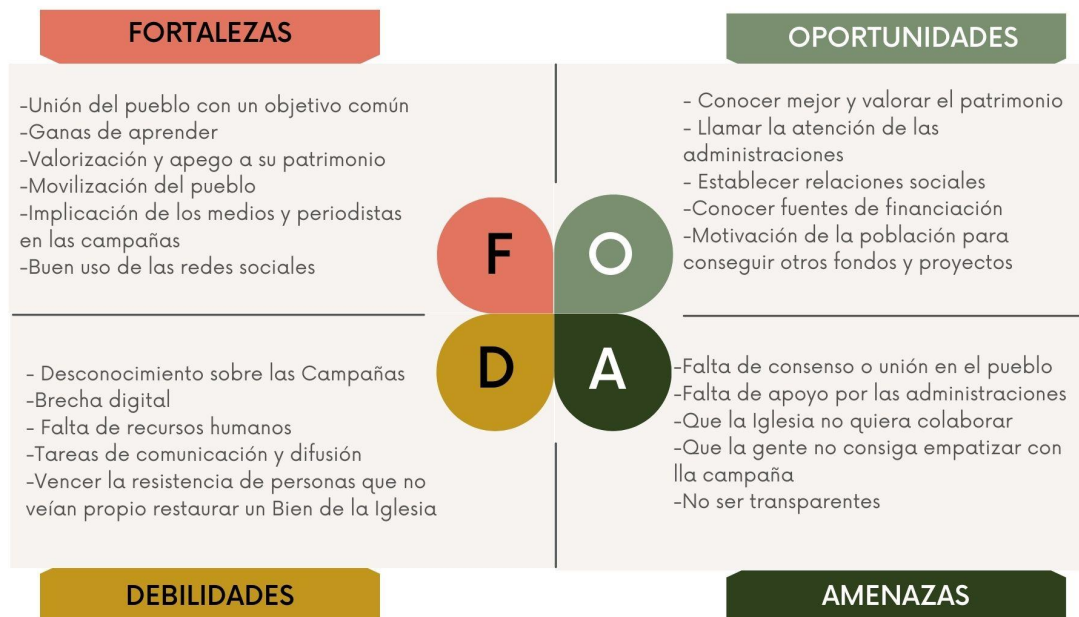 FORTALEZAS
-Unión del pueblo con un objetivo común
-Ganas de aprender
-Valorización y apego a su patrimonio
-Movilización del pueblo
-Implicación de los medios y periodistas
en las campañas
-Buen uso de las redes sociales
OPORTUNIDADES
- Conocer mejor y valorar el patrimonio
- Llamar la atención de las
administraciones
- Establecer relaciones sociales
-Conocer fuentes de financiación
-Motivación de la población para
conseguir otros fondos y proyectos
F
O
D
A
- Desconocimiento sobre las Campañas
-Brecha digital
- Falta de recursos humanos
-Tareas de comunicación y difusión
-Vencer la resistencia de personas que no
veían propio restaurar un Bien de la Iglesia
DEBILIDADES
-Falta de consenso o unión en el pueblo
-Falta de apoyo por las administraciones
-Que la Iglesia no quiera colaborar
-Que la gente no consiga empatizar con
lla campaña
-No ser transparentes
AMENAZAS